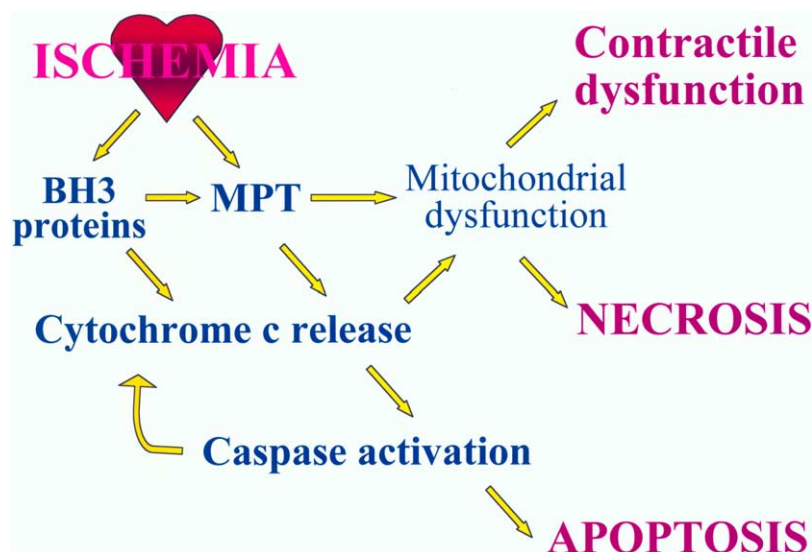 ISCHEMIA
Contractile
dysfunction
BH3
proteins
MPT
Mitochondrial
dysfunction
Cytochrome c release
NECROSIS
Caspase activation
APOPTOSIS